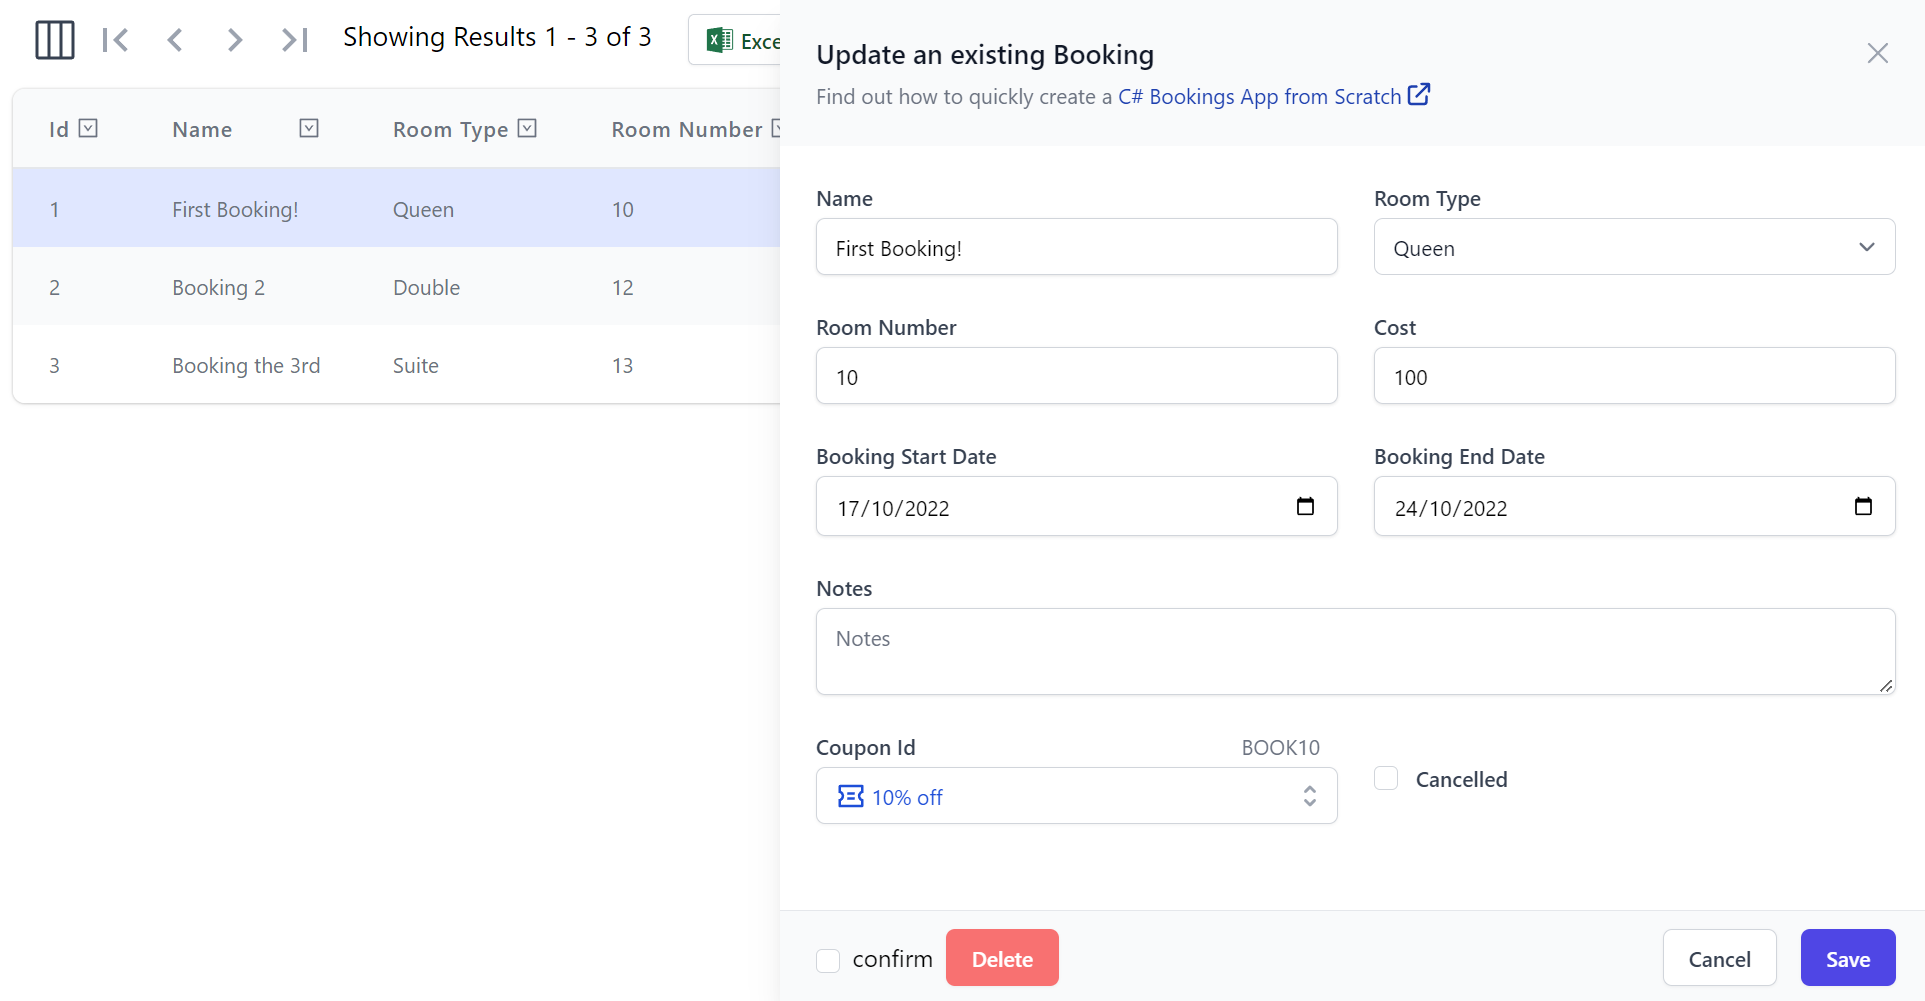 Showing Results 1 - 3 of 3
Id Name Room Type Room Number
1 First Booking! Queen 10
2 Booking 2 Double 12
3 Booking the 3rd Suite 13
Update an existing Booking
Find out how to quickly create a C# Bookings App from Scratch
Name
First Booking!
Room Type
Queen
Room Number
10
Cost
100
Booking Start Date
17/10/2022
Booking End Date
24/10/2022
Notes
Notes
Coupon Id BOOK10
10% off
Cancelled
confirm
Delete
Cancel
Save